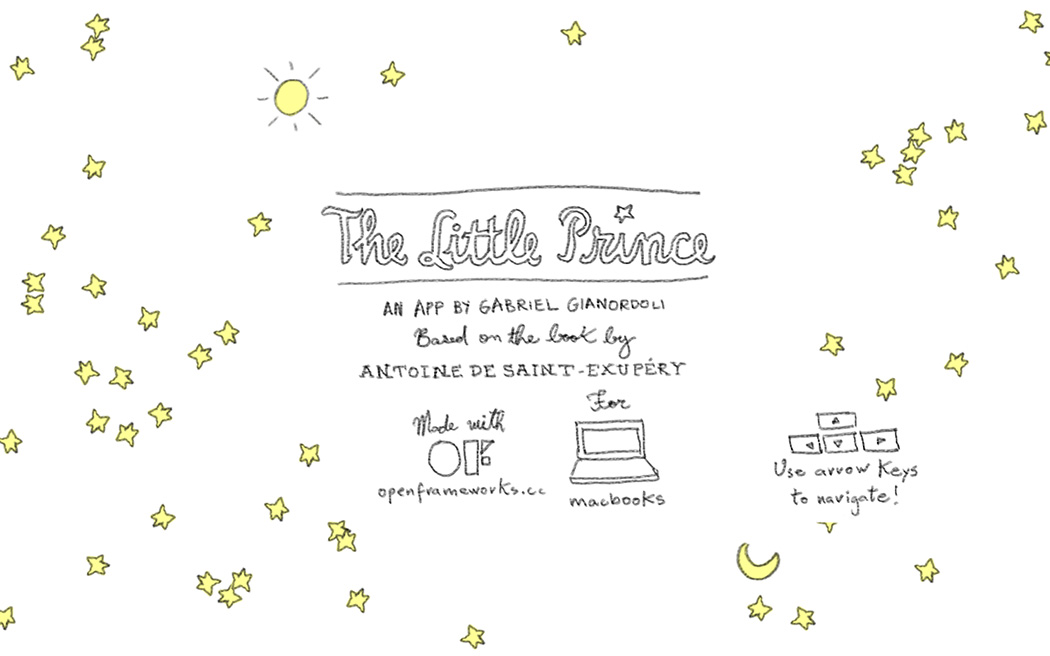 The Little Prince
AN APP BY GABRIEL GIANORDOLI
Based on the book by
ANTOINE DE SAINT-EXUPÉRY
Made with
OF
openframeworks.cc
For
macbooks
Use arrow keys
to navigate!